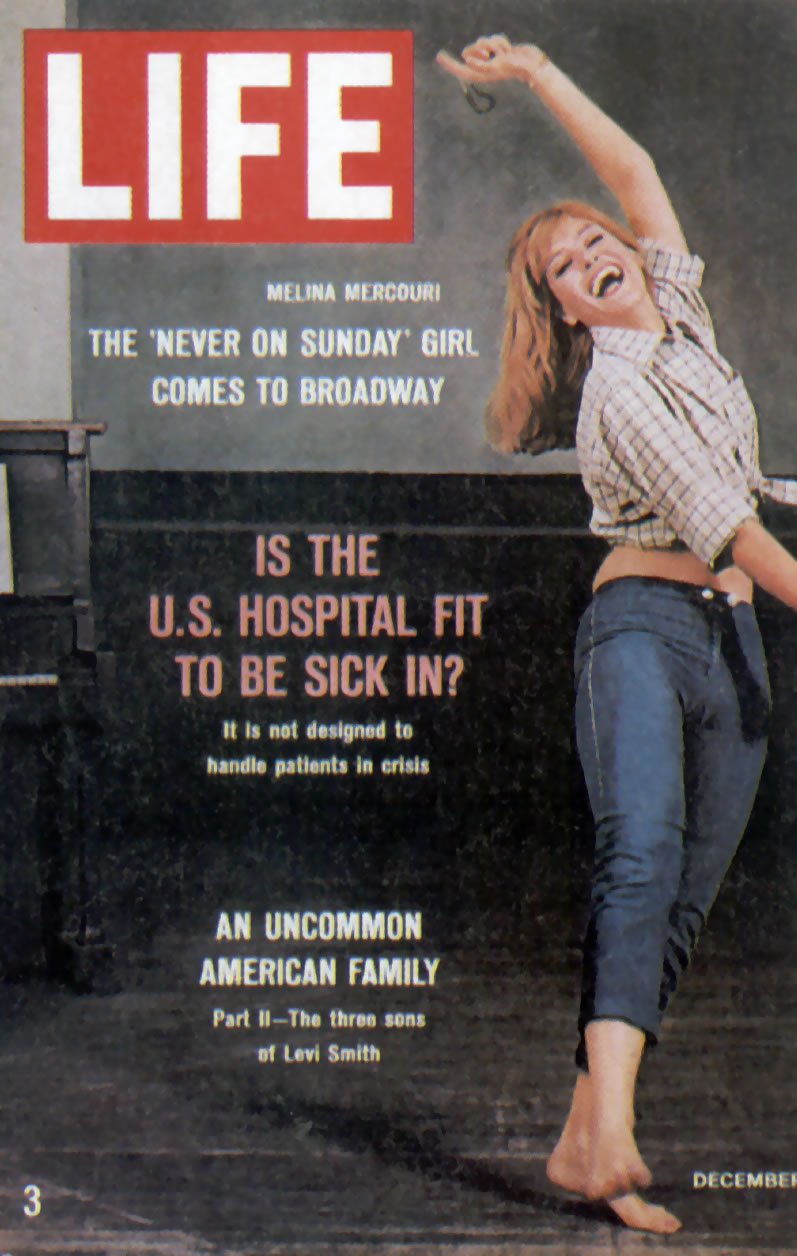 LIFE
MELINA MERCOURI
THE 'NEVER ON SUNDAY' GIRL
COMES TO BROADWAY
IS THE
U.S. HOSPITAL FIT
TO BE SICK IN?
It is not designed to
handle patients in crisis
AN UNCOMMON
AMERICAN FAMILY
Part II—The three sons
of Levi Smith
DECEMBER
3